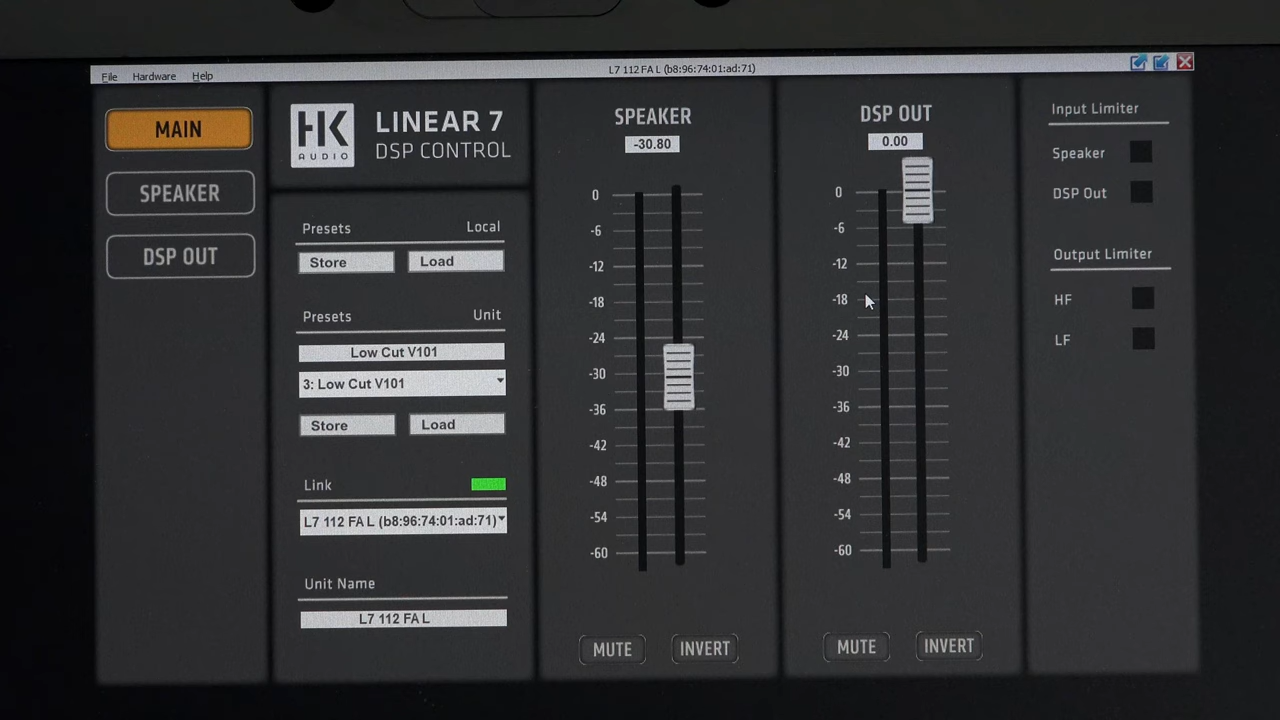 File Hardware Help
L7 112 FA L (b8:96:74:01:ad:71)
MAIN
SPEAKER
DSP OUT
HK
AUDIO
LINEAR 7
DSP CONTROL
Presets Local
Store Load
Presets Unit
Low Cut V101
3: Low Cut V101
Store Load
Link
L7 112 FA L (b8:96:74:01:ad:71)
Unit Name
L7 112 FA L
SPEAKER
-30.80
0
-6
-12
-18
-24
-30
-36
-42
-48
-54
-60
MUTE INVERT
DSP OUT
0.00
0
-6
-12
-18
-24
-30
-36
-42
-48
-54
-60
MUTE INVERT
Input Limiter
Speaker
DSP Out
Output Limiter
HF
LF